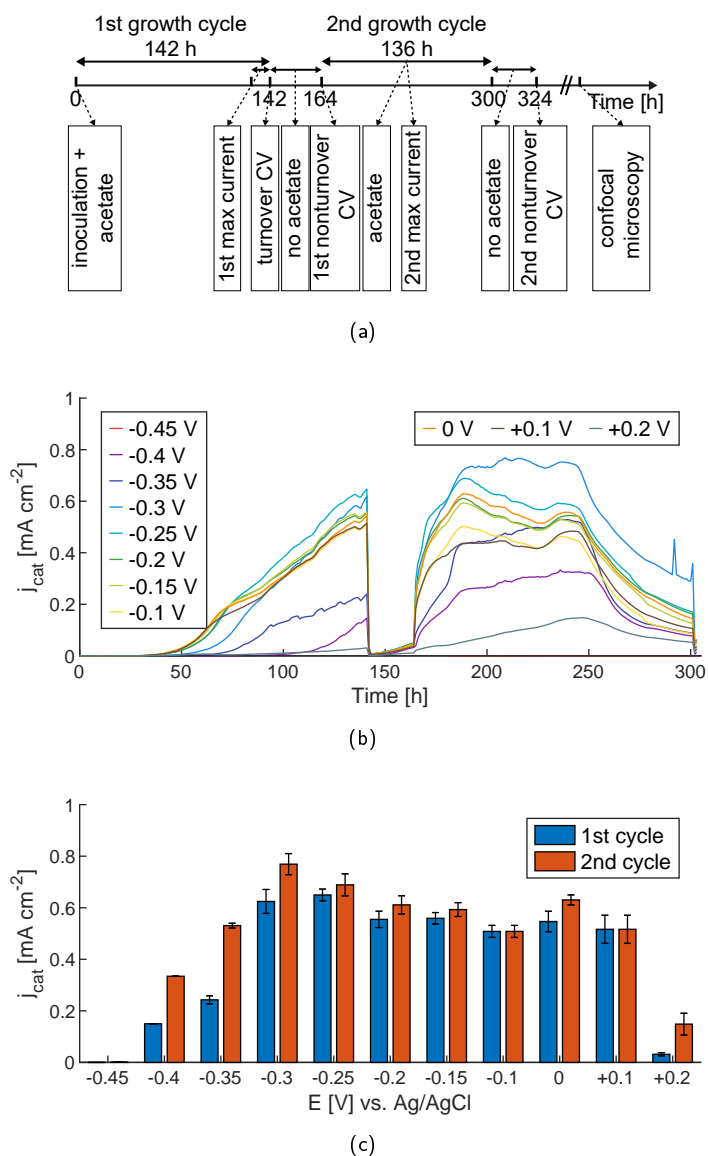 1st growth cycle
142 h
2nd growth cycle
136 h
0
142
164
300
324
Time [h]
inoculation +
acetate
1st max current
turnover CV
no acetate
1st nonturnover
CV
acetate
2nd max current
no acetate
2nd nonturnover
CV
confocal
microscopy
(a)
j_cat [mA cm⁻²]
1
0.8
0.6
0.4
0.2
0
-0.45 V
-0.4 V
-0.35 V
-0.3 V
-0.25 V
-0.2 V
-0.15 V
-0.1 V
0 V
+0.1 V
+0.2 V
0
50
100
150
200
250
300
Time [h]
(b)
j_cat [mA cm⁻²]
1
0.8
0.6
0.4
0.2
0
1st cycle
2nd cycle
-0.45
-0.4
-0.35
-0.3
-0.25
-0.2
-0.15
-0.1
0
+0.1
+0.2
E [V] vs. Ag/AgCl
(c)